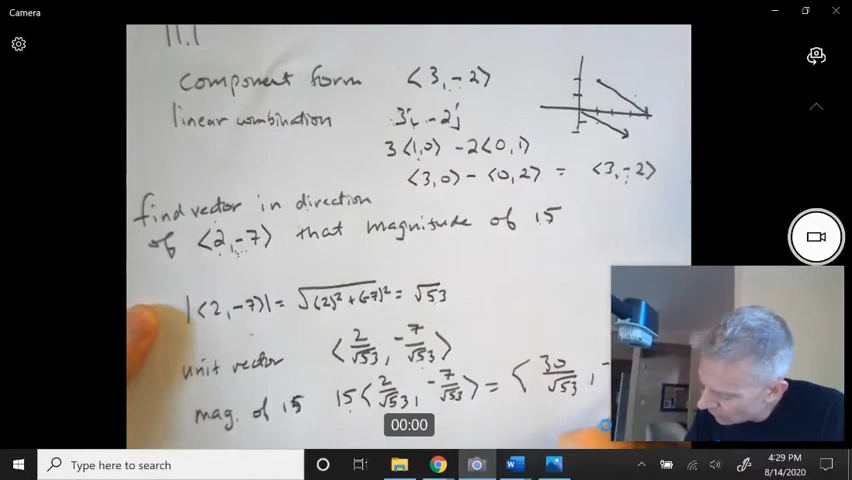 Camera
11.1
component form ⟨3, -2⟩
linear combination 3i - 2j
3⟨1,0⟩ - 2⟨0,1⟩
⟨3,0⟩ - ⟨0,2⟩ = ⟨3,-2⟩
find vector in direction
of ⟨2,-7⟩ that magnitude of 15
|⟨2,-7⟩| = √(2)² + (-7)² = √53
unit vector ⟨2/√53, -7/√53⟩
mag. of 15 15⟨2/√53, -7/√53⟩ = ⟨30/√53, -
00:00
Type here to search
4:29 PM
8/14/2020